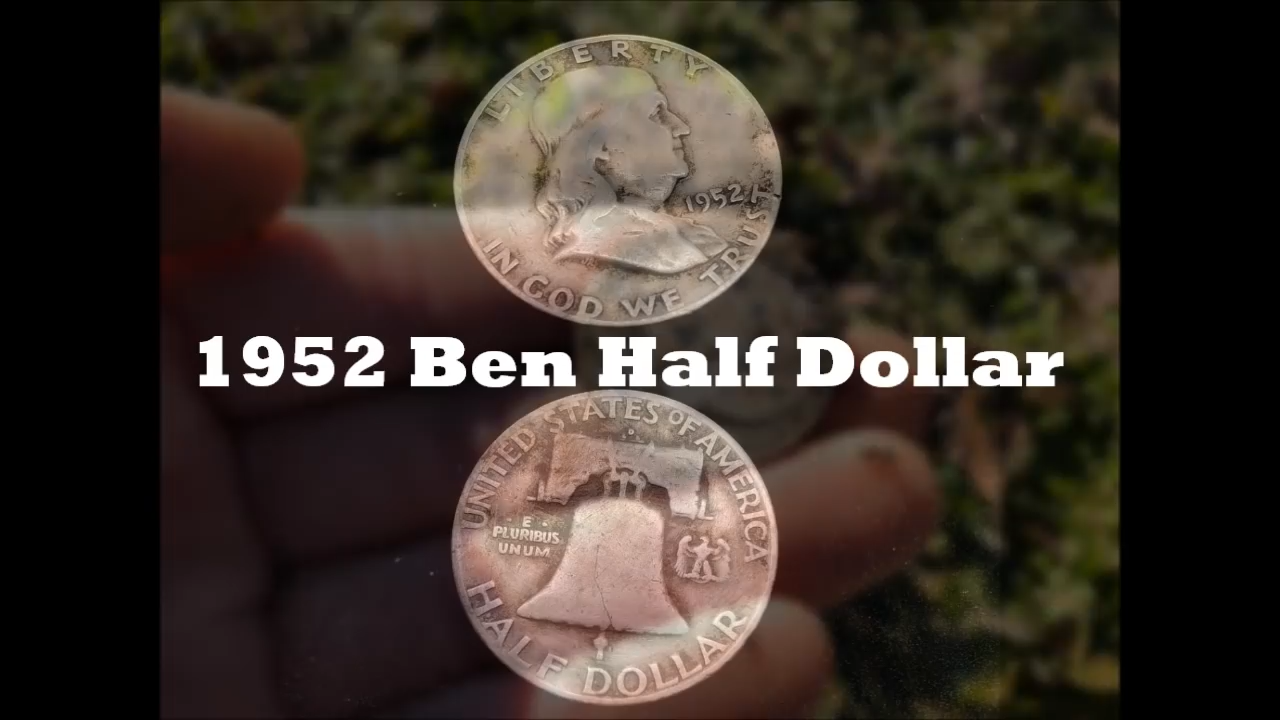 LIBERTY
1952
IN GOD WE TRUST
1952 Ben Half Dollar
UNITED STATES OF AMERICA
D
E
PLURIBUS
UNUM
HALF DOLLAR